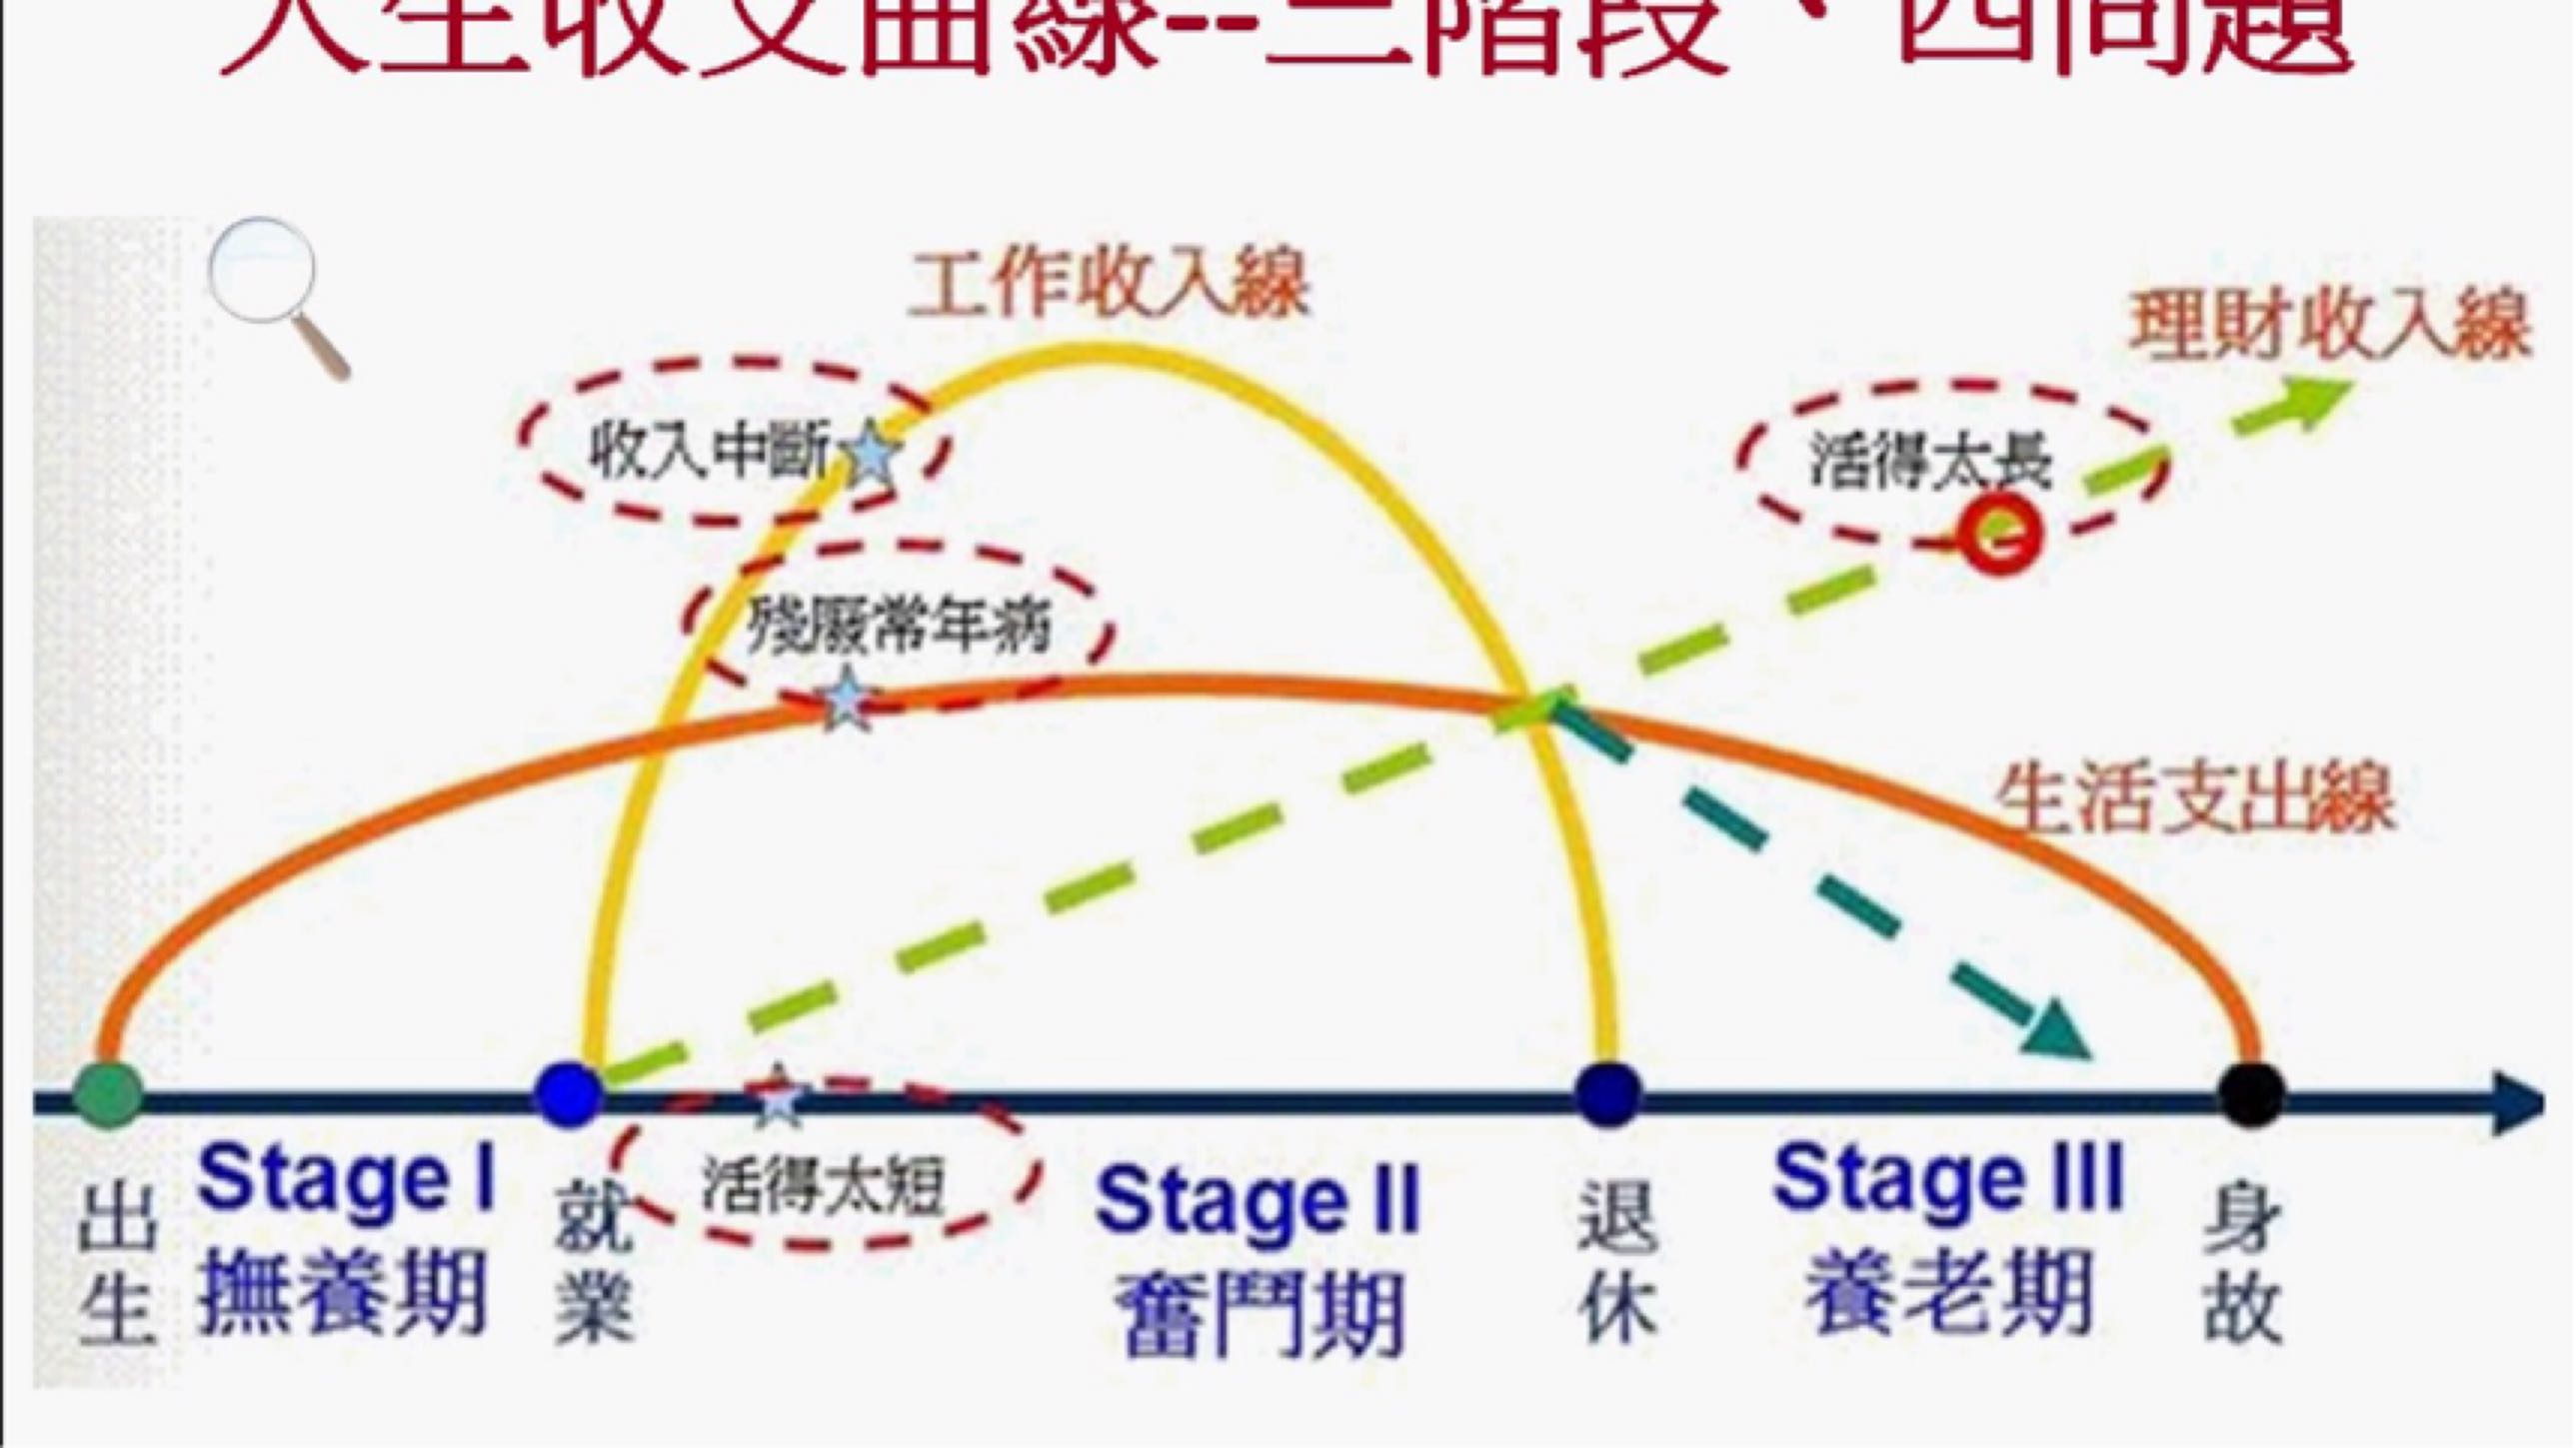 人生收支曲線--三階段、四問題
工作收入線
理財收入線
收入中斷
活得太長
殘廢常年病
生活支出線
活得太短
Stage I
撫養期
Stage II
奮鬥期
Stage III
養老期
出生
就業
退休
身故